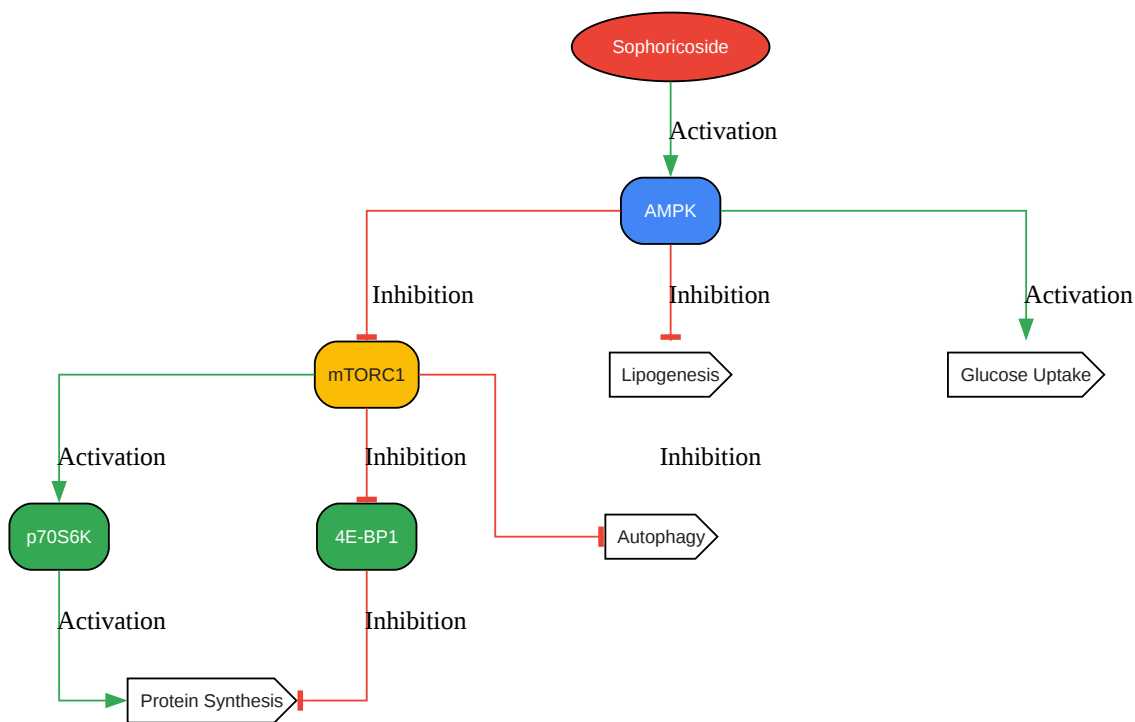 Sophoricoside
Activation
AMPK
Inhibition
Inhibition
Activation
mTORC1
Lipogenesis
Glucose Uptake
Activation
Inhibition
Inhibition
p70S6K
4E-BP1
Autophagy
Activation
Inhibition
Protein Synthesis